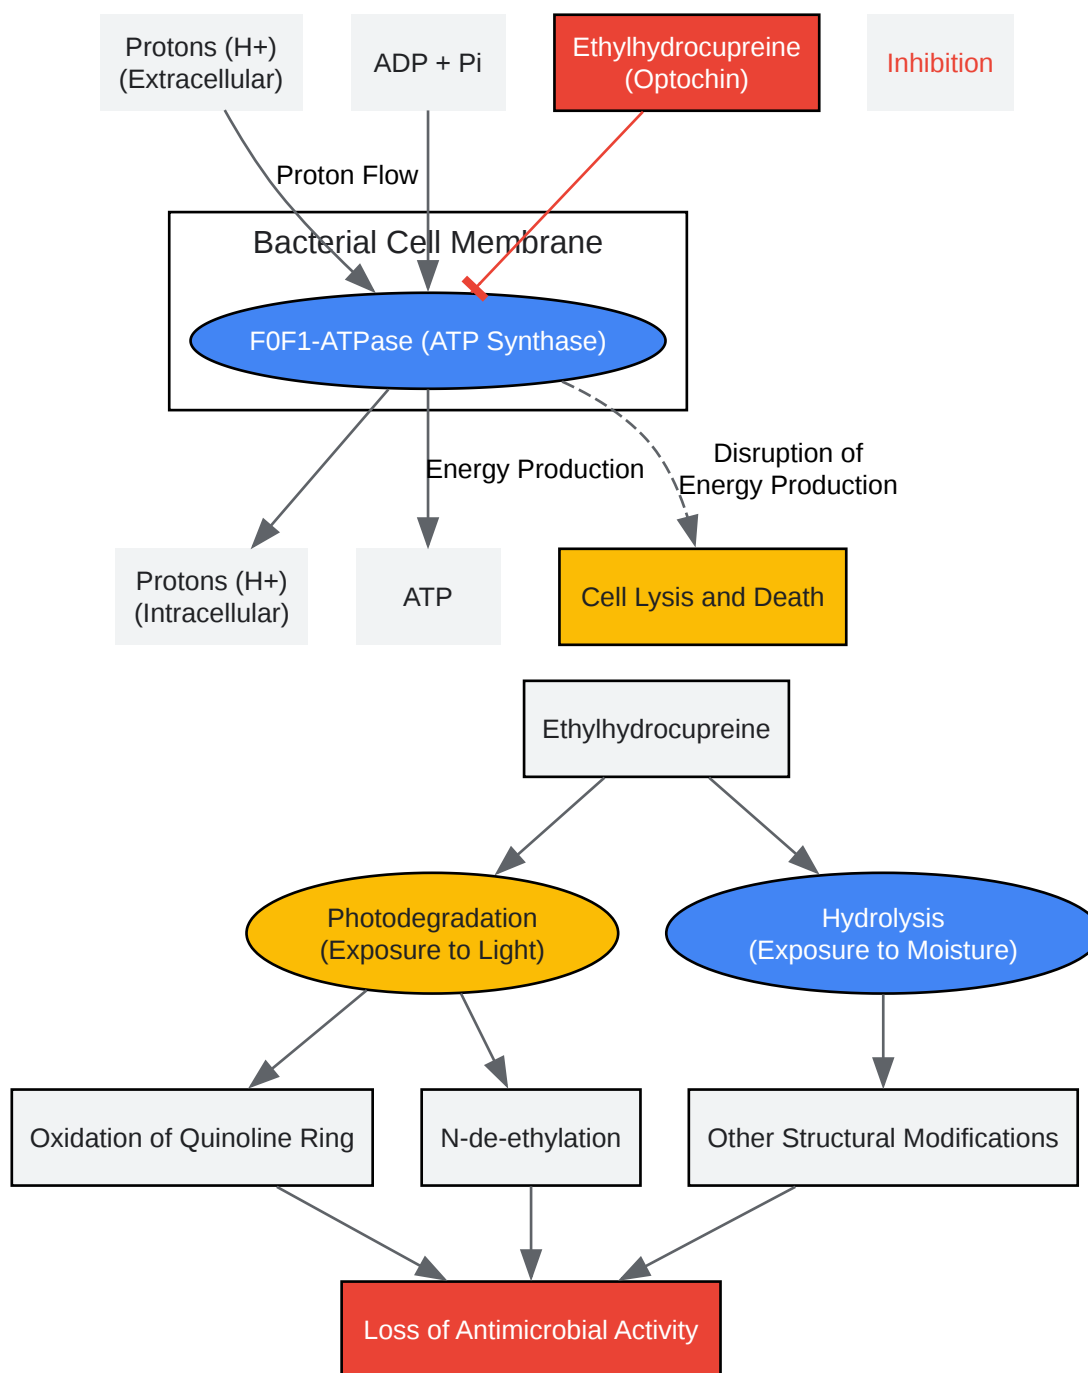 Protons (H+)
(Extracellular)
ADP + Pi
Ethylhydrocupreine
(Optochin)
Inhibition
Proton Flow
Bacterial Cell Membrane
F0F1-ATPase (ATP Synthase)
Energy Production
Disruption of
Energy Production
Protons (H+)
(Intracellular)
ATP
Cell Lysis and Death
Ethylhydrocupreine
Photodegradation
(Exposure to Light)
Hydrolysis
(Exposure to Moisture)
Oxidation of Quinoline Ring
N-de-ethylation
Other Structural Modifications
Loss of Antimicrobial Activity